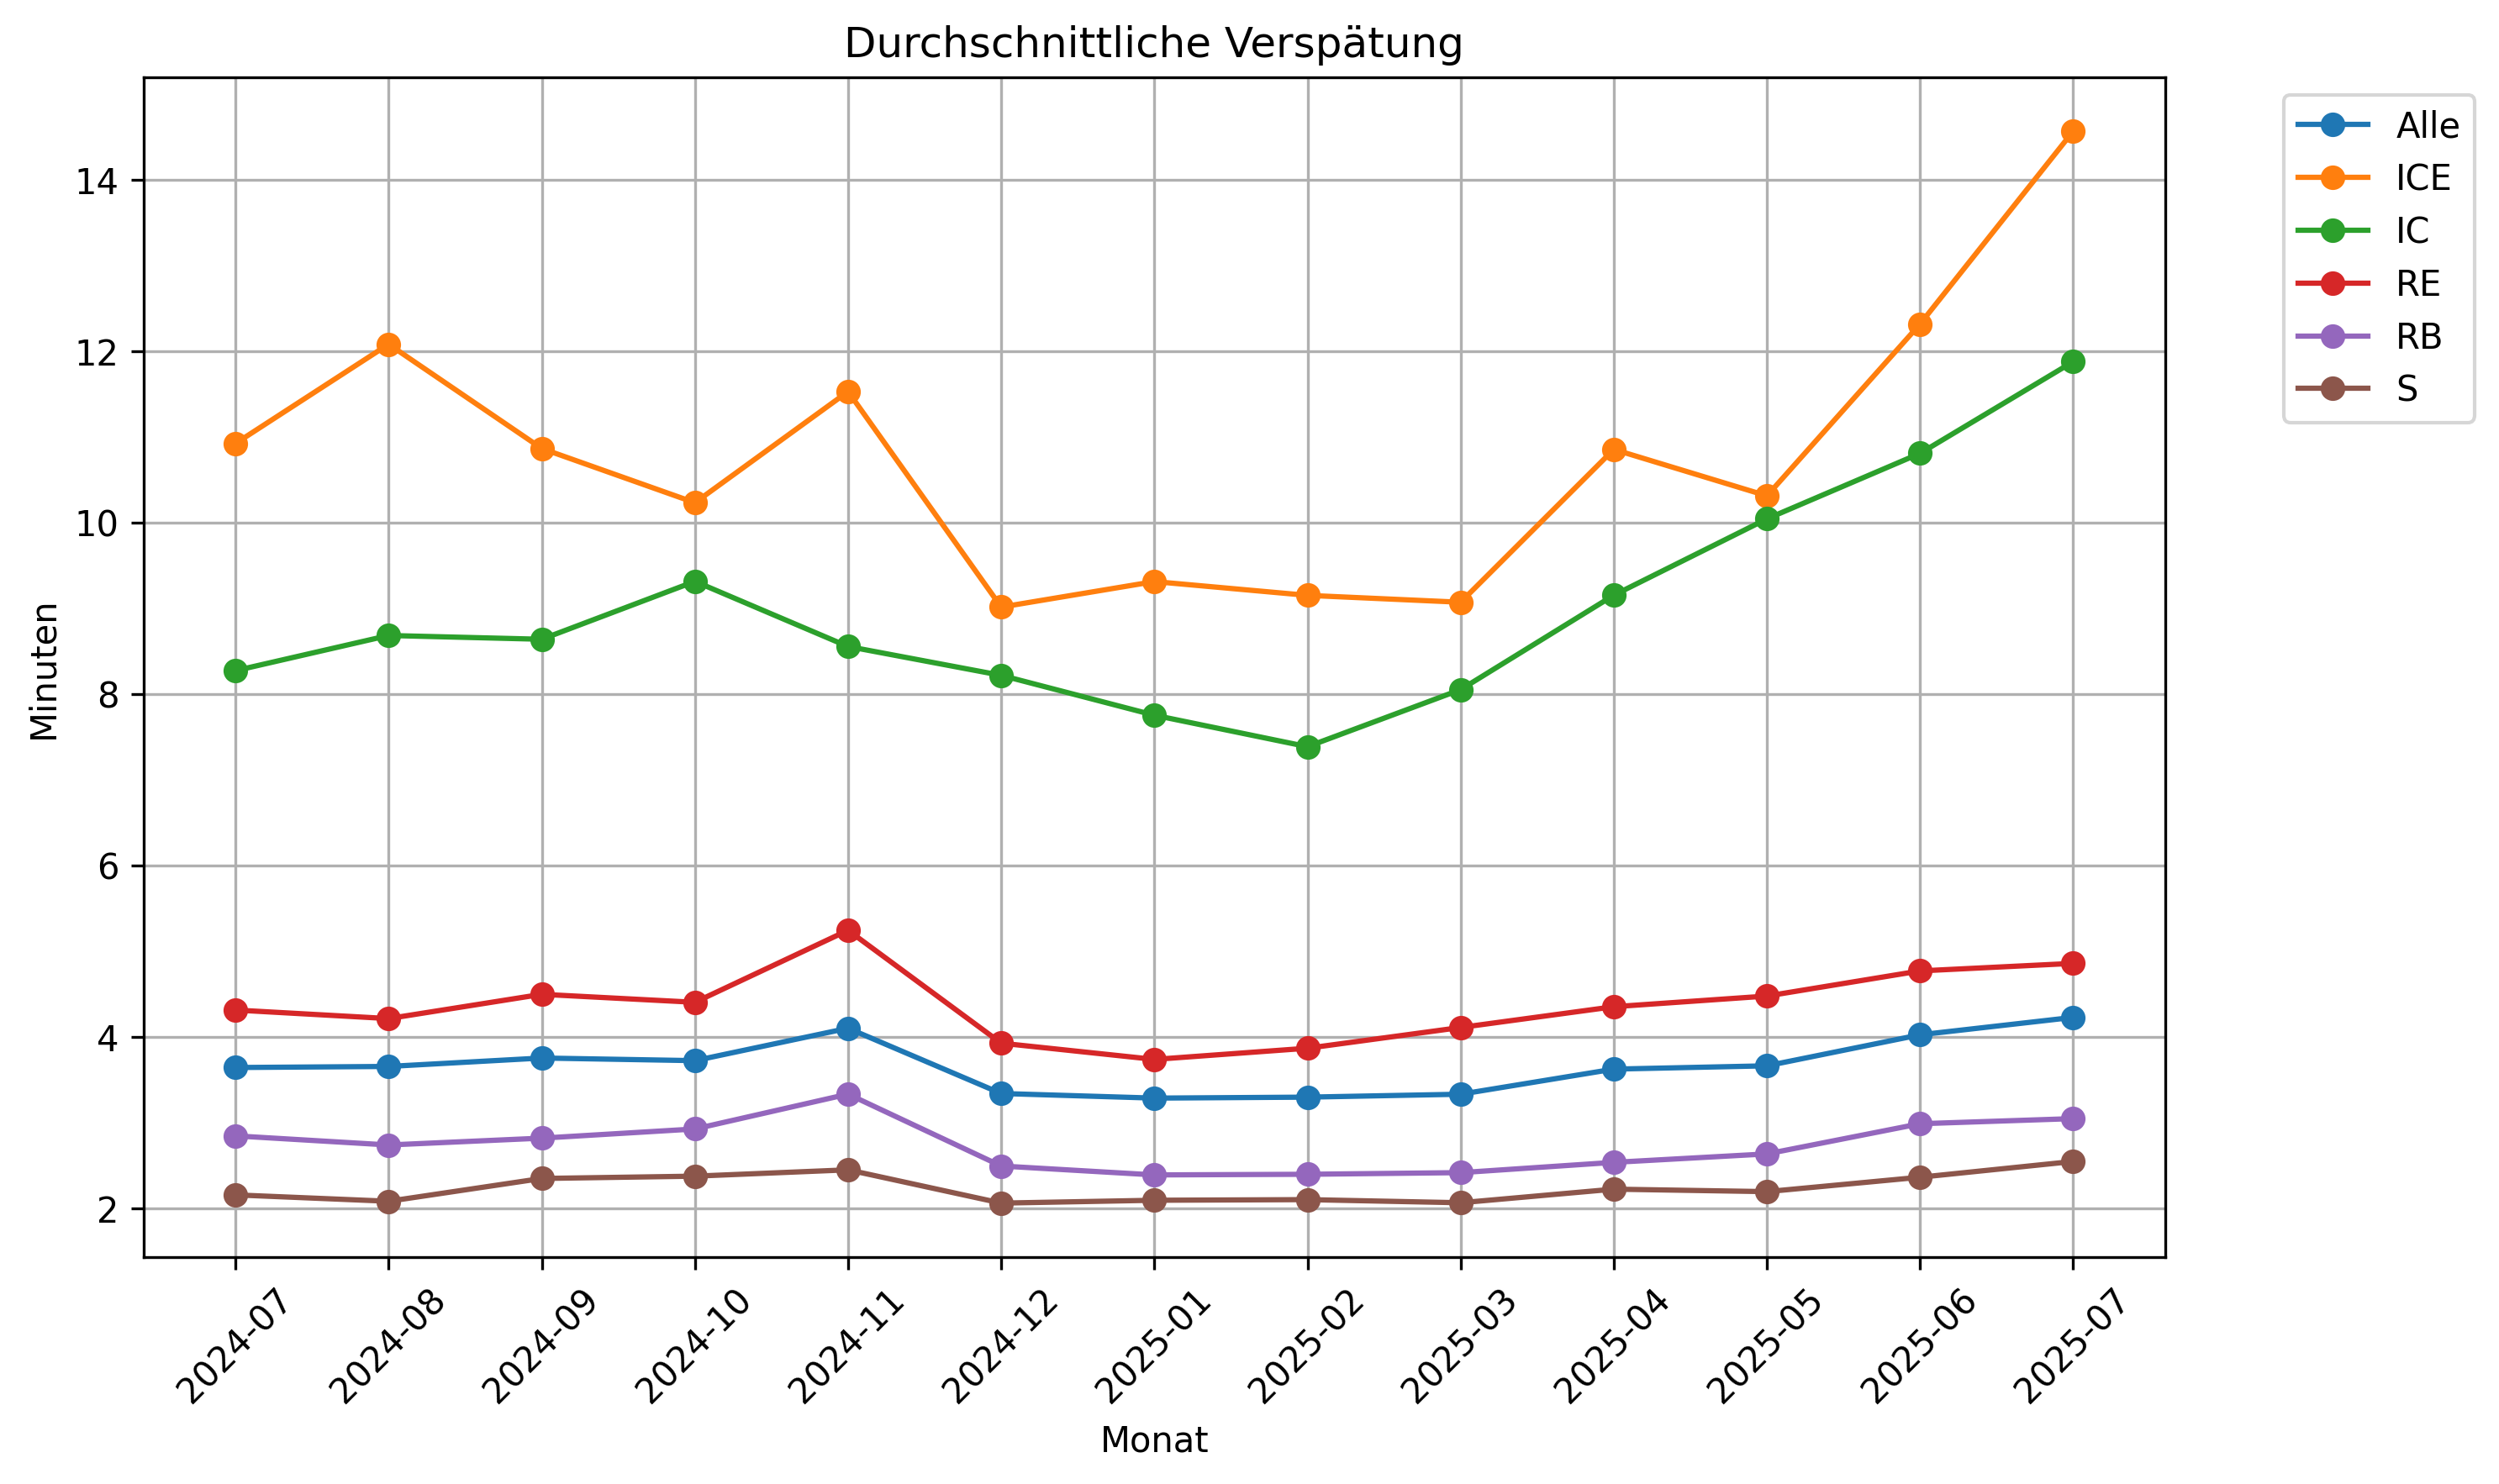 Durchschnittliche Verspätung
Minuten
14
12
10
8
6
4
2
2024-07
2024-08
2024-09
2024-10
2024-11
2024-12
2025-01
2025-02
2025-03
2025-04
2025-05
2025-06
2025-07
Monat
Alle
ICE
IC
RE
RB
S